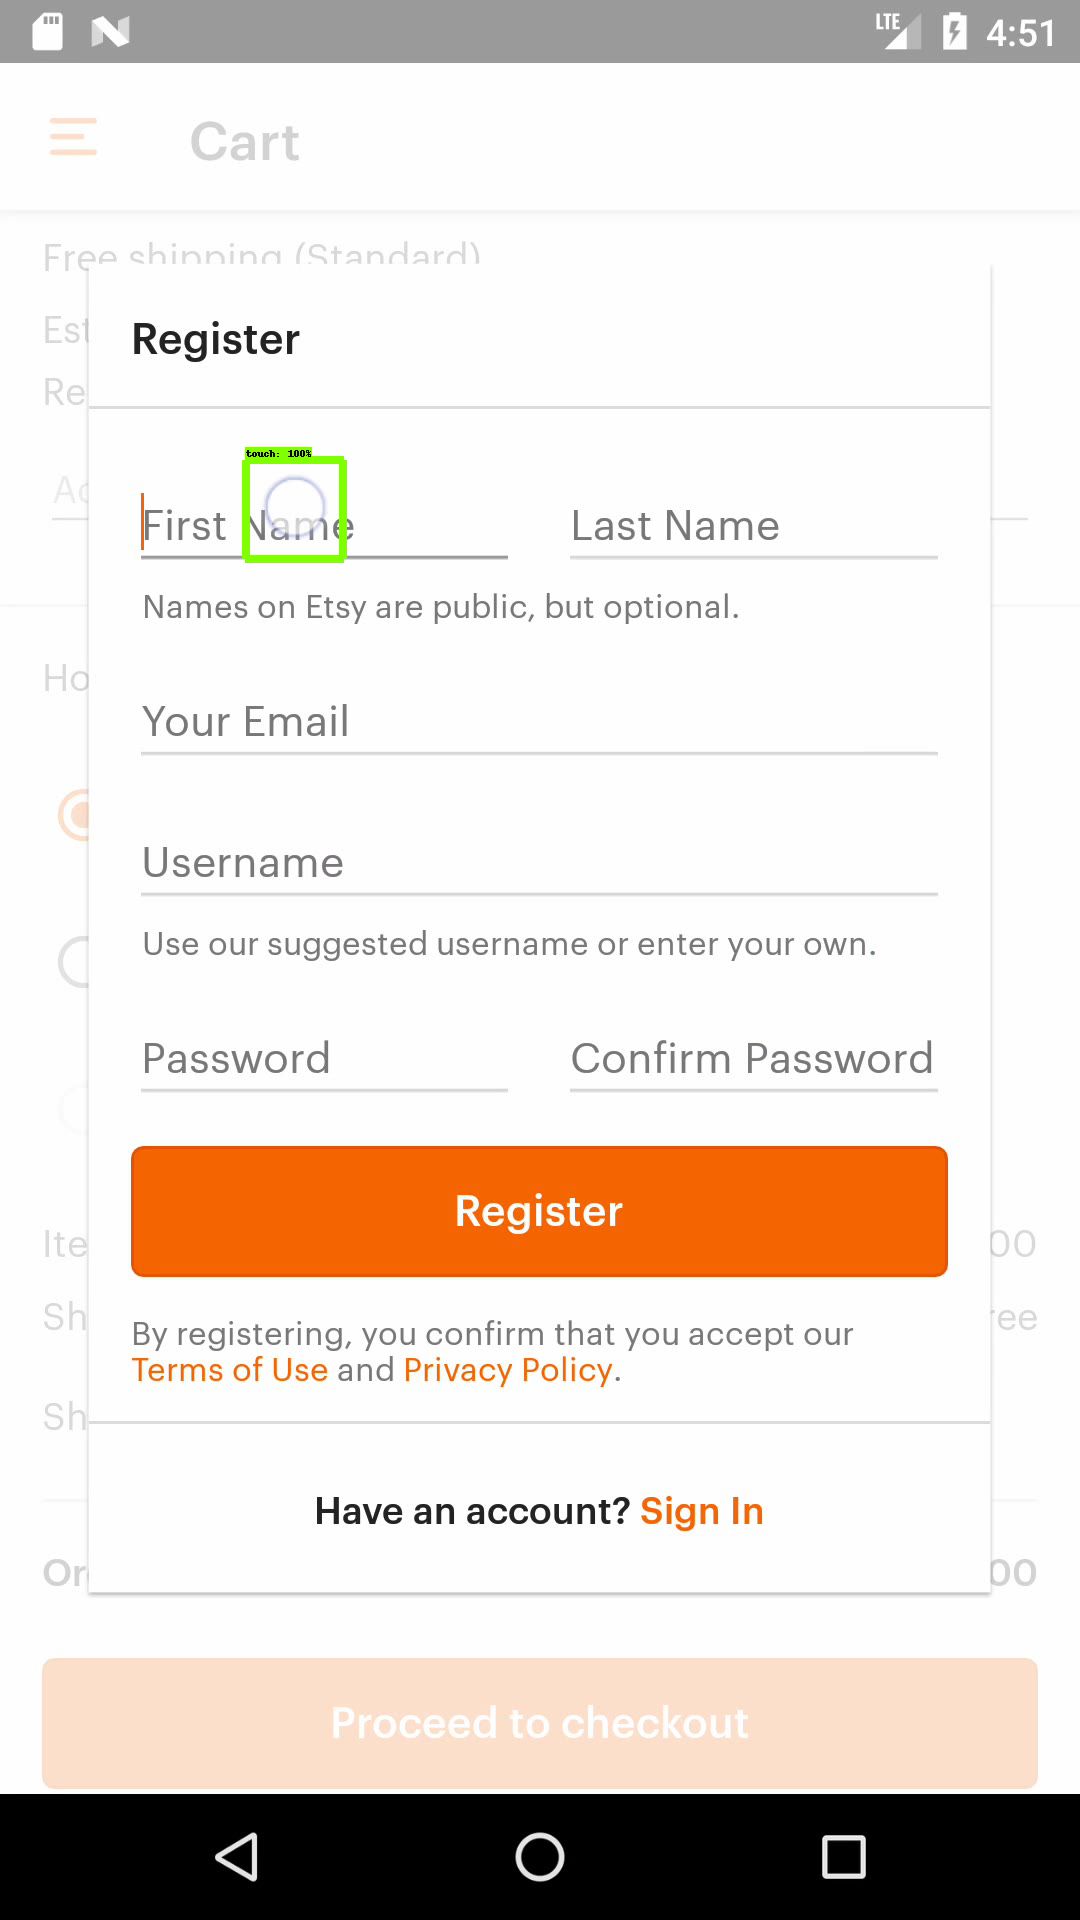 LTE 4:51
Cart
Free shipping (Standard)
Est
Register
Re
touch: 100%
Ac
First Name
Last Name
Names on Etsy are public, but optional.
Ho
Your Email
Username
Use our suggested username or enter your own.
Password
Confirm Password
Register
Ite
00
Sh
ree
By registering, you confirm that you accept our
Terms of Use and Privacy Policy.
Sh
Have an account? Sign In
Or
00
Proceed to checkout